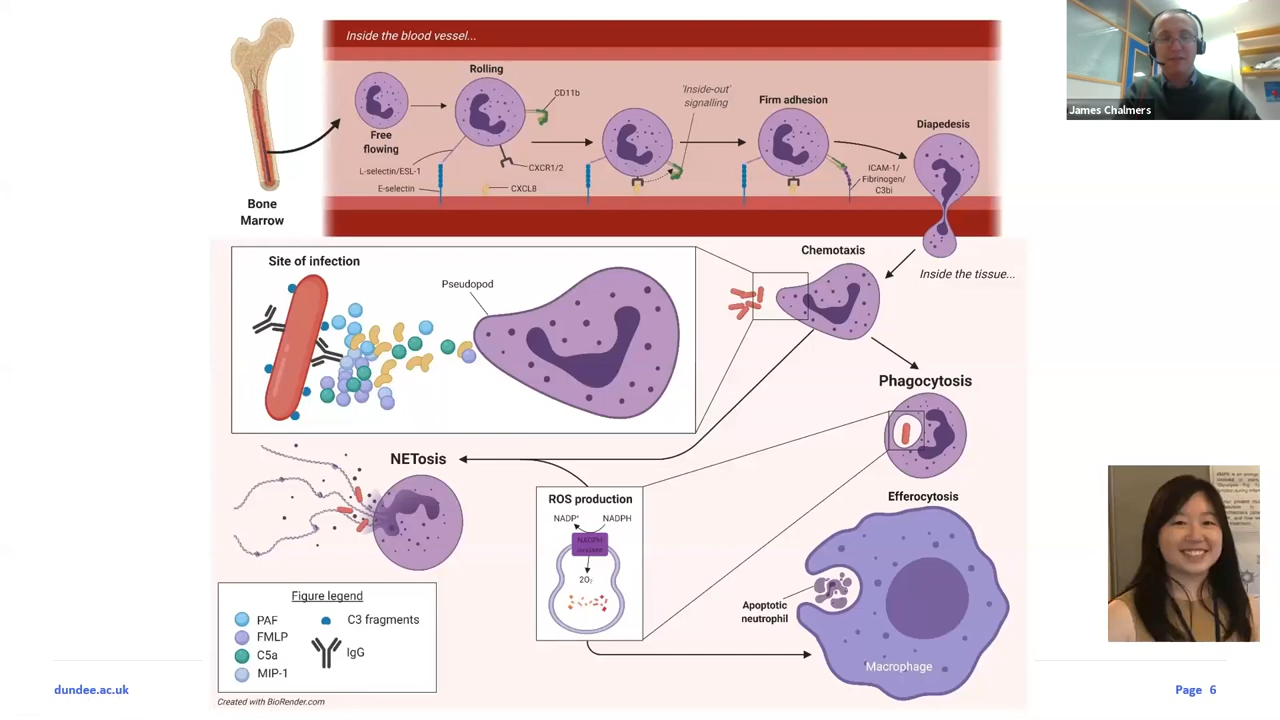 Inside the blood vessel...
James Chalmers
Rolling
CD11b
'Inside-out'
signalling
Firm adhesion
Diapedesis
Free
flowing
L-selectin/ESL-1
E-selectin
CXCR1/2
CXCL8
ICAM-1/
Fibrinogen/
C3bi
Bone
Marrow
Site of infection
Pseudopod
Chemotaxis
Inside the tissue...
Phagocytosis
NETosis
ROS production
NADP⁺
NADPH
NADPH
oxidase
2O₂
Efferocytosis
Apoptotic
neutrophil
Macrophage
Figure legend
PAF
FMLP
C5a
MIP-1
C3 fragments
IgG
Created with BioRender.com
dundee.ac.uk
Page 6